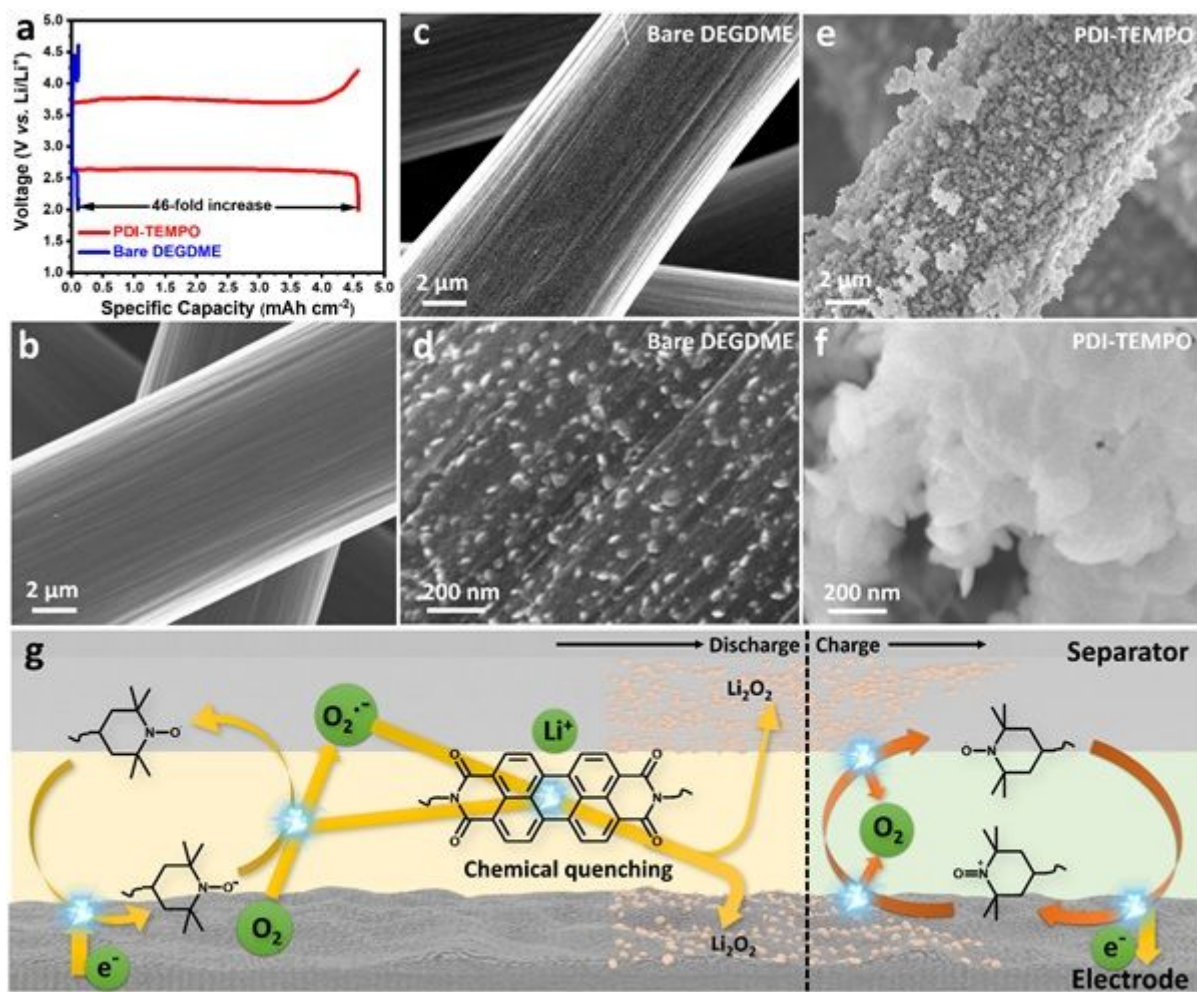 a
Voltage (V vs. Li/Li⁺)
5.0
4.5
4.0
3.5
3.0
2.5
2.0
1.5
1.0
46-fold increase
PDI-TEMPO
Bare DEGDME
0.0 0.5 1.0 1.5 2.0 2.5 3.0 3.5 4.0 4.5 5.0
Specific Capacity (mAh cm⁻²)
b
2 μm
c
Bare DEGDME
2 μm
d
Bare DEGDME
200 nm
e
PDI-TEMPO
2 μm
f
PDI-TEMPO
200 nm
g
Discharge
Charge
Separator
Li₂O₂
N–O
O₂·⁻
Li⁺
O
O
N
N
O
O
Chemical quenching
N–O⁻
O₂
e⁻
Li₂O₂
O–N
O₂
O=N⁺
e⁻
Electrode